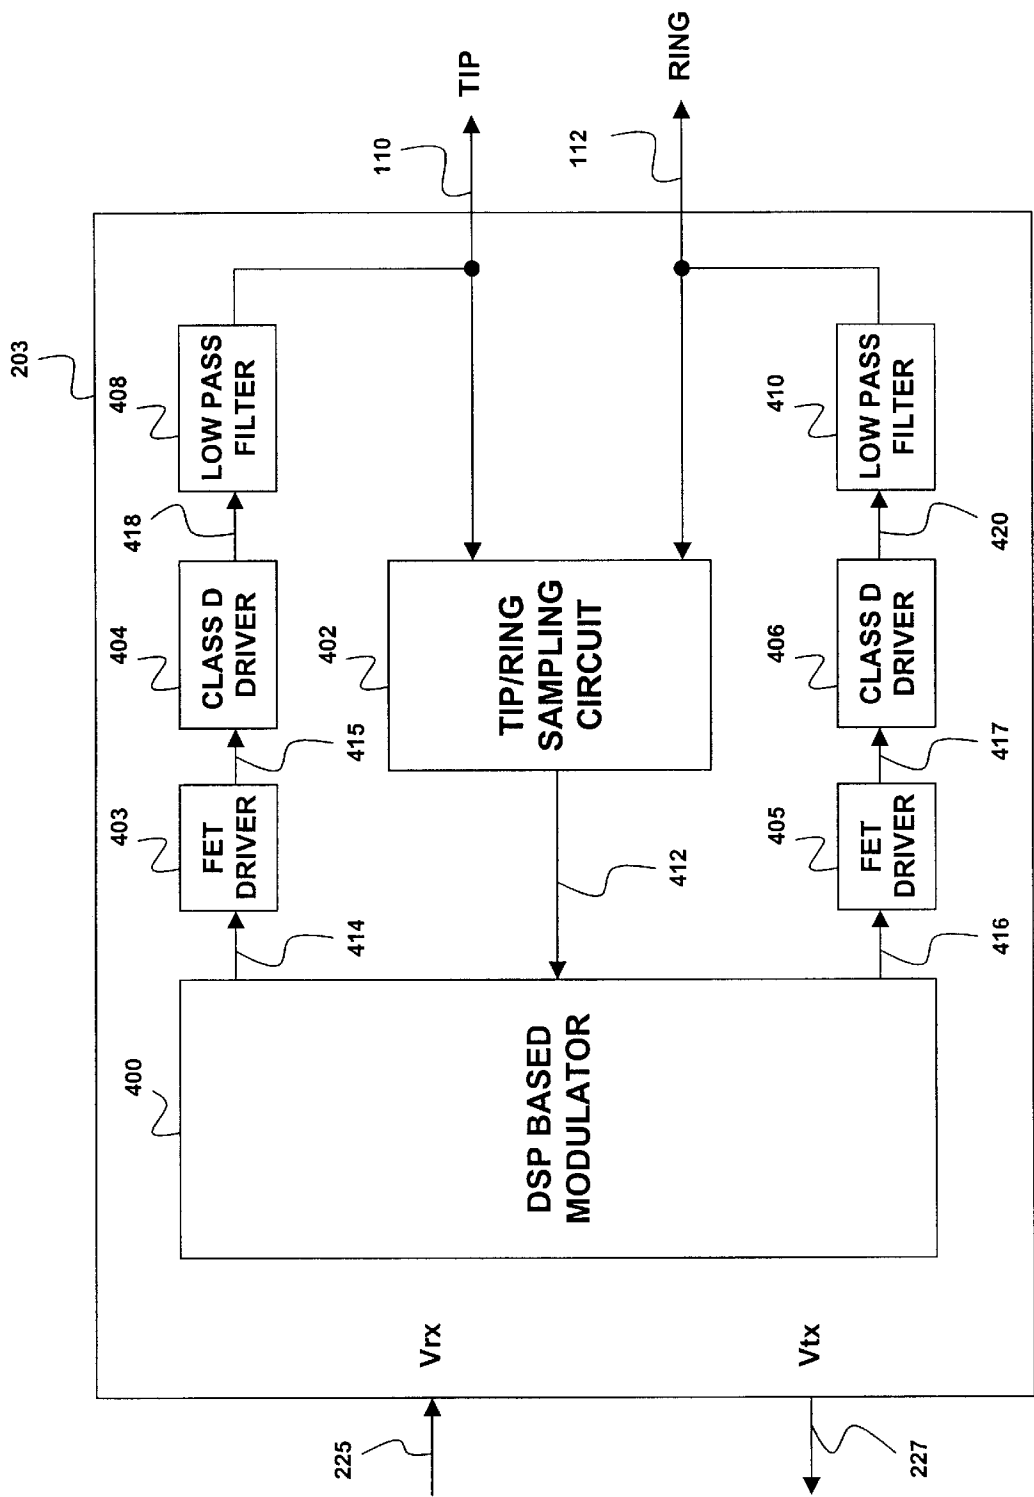 203
408
LOW PASS
FILTER
418
404
CLASS D
DRIVER
415
403
FET
DRIVER
414
400
DSP BASED
MODULATOR
402
TIP/RING
SAMPLING
CIRCUIT
412
110
TIP
112
RING
410
LOW PASS
FILTER
420
406
CLASS D
DRIVER
417
405
FET
DRIVER
416
Vrx
225
Vtx
227